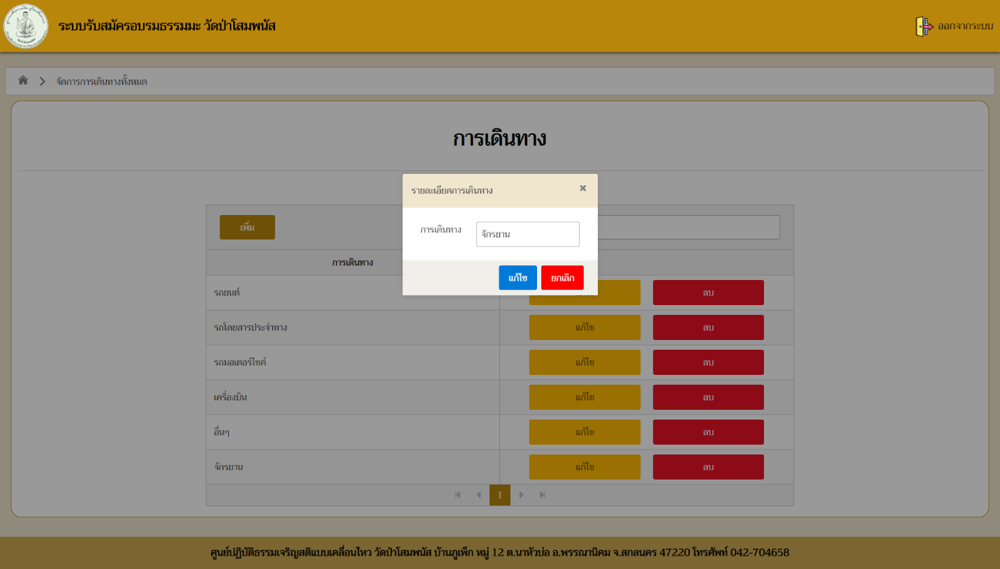 ระบบรับสมัครอบรมธรรมมะ วัดป่าโสมพนัส
ออกจากระบบ
จัดการการเดินทางทั้งหมด
การเดินทาง
รายละเอียดการเดินทาง
การเดินทาง
จักรยาน
แก้ไข
ยกเลิก
เพิ่ม
การเดินทาง
รถยนต์
ลบ
รถโดยสารประจำทาง
แก้ไข
ลบ
รถมอเตอร์ไซค์
แก้ไข
ลบ
เครื่องบิน
แก้ไข
ลบ
อื่นๆ
แก้ไข
ลบ
จักรยาน
แก้ไข
ลบ
1
ศูนย์ปฏิบัติธรรมเจริญสติแบบเคลื่อนไหว วัดป่าโสมพนัส บ้านภูเพ็ก หมู่ 12 ต.นาหัวบ่อ อ.พรรณานิคม จ.สกลนคร 47220 โทรศัพท์ 042-704658